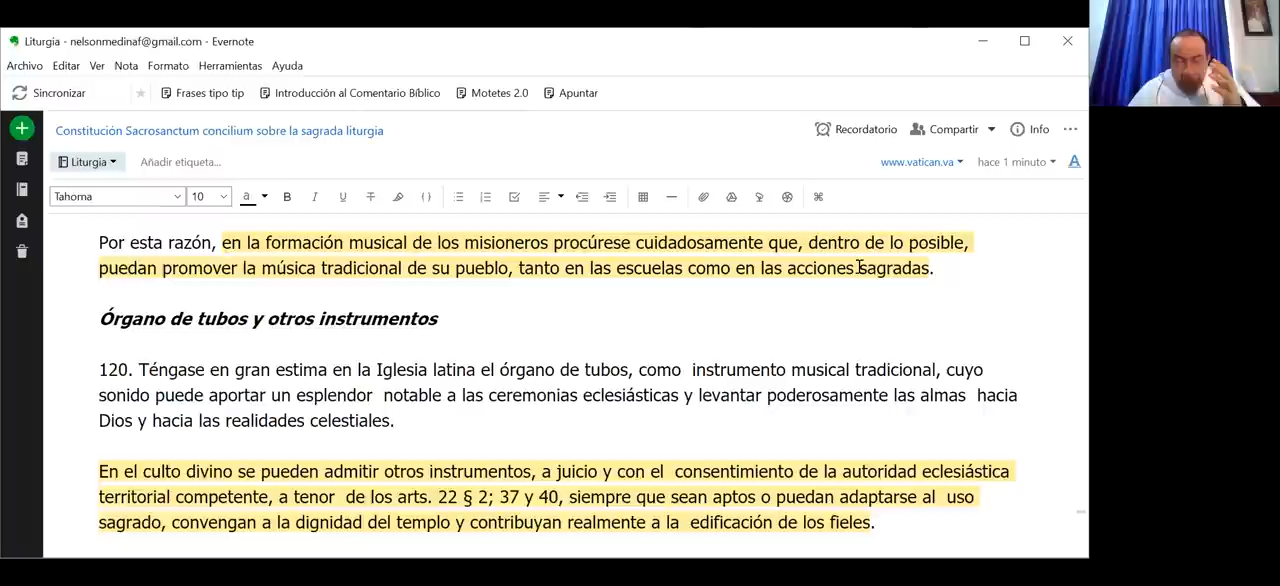 Liturgia - nelsonmedinaf@gmail.com - Evernote
Archivo Editar Ver Nota Formato Herramientas Ayuda
Sincronizar Frases tipo tip Introducción al Comentario Bíblico Motetes 2.0 Apuntar
Constitución Sacrosanctum concilium sobre la sagrada liturgia Recordatorio Compartir Info
Liturgia Añadir etiqueta... www.vatican.va hace 1 minuto A
Tahoma 10 a B I U T
Por esta razón, en la formación musical de los misioneros procúrese cuidadosamente que, dentro de lo posible,
puedan promover la música tradicional de su pueblo, tanto en las escuelas como en las acciones sagradas.
Órgano de tubos y otros instrumentos
120. Téngase en gran estima en la Iglesia latina el órgano de tubos, como instrumento musical tradicional, cuyo
sonido puede aportar un esplendor notable a las ceremonias eclesiásticas y levantar poderosamente las almas hacia
Dios y hacia las realidades celestiales.
En el culto divino se pueden admitir otros instrumentos, a juicio y con el consentimiento de la autoridad eclesiástica
territorial competente, a tenor de los arts. 22 § 2; 37 y 40, siempre que sean aptos o puedan adaptarse al uso
sagrado, convengan a la dignidad del templo y contribuyan realmente a la edificación de los fieles.